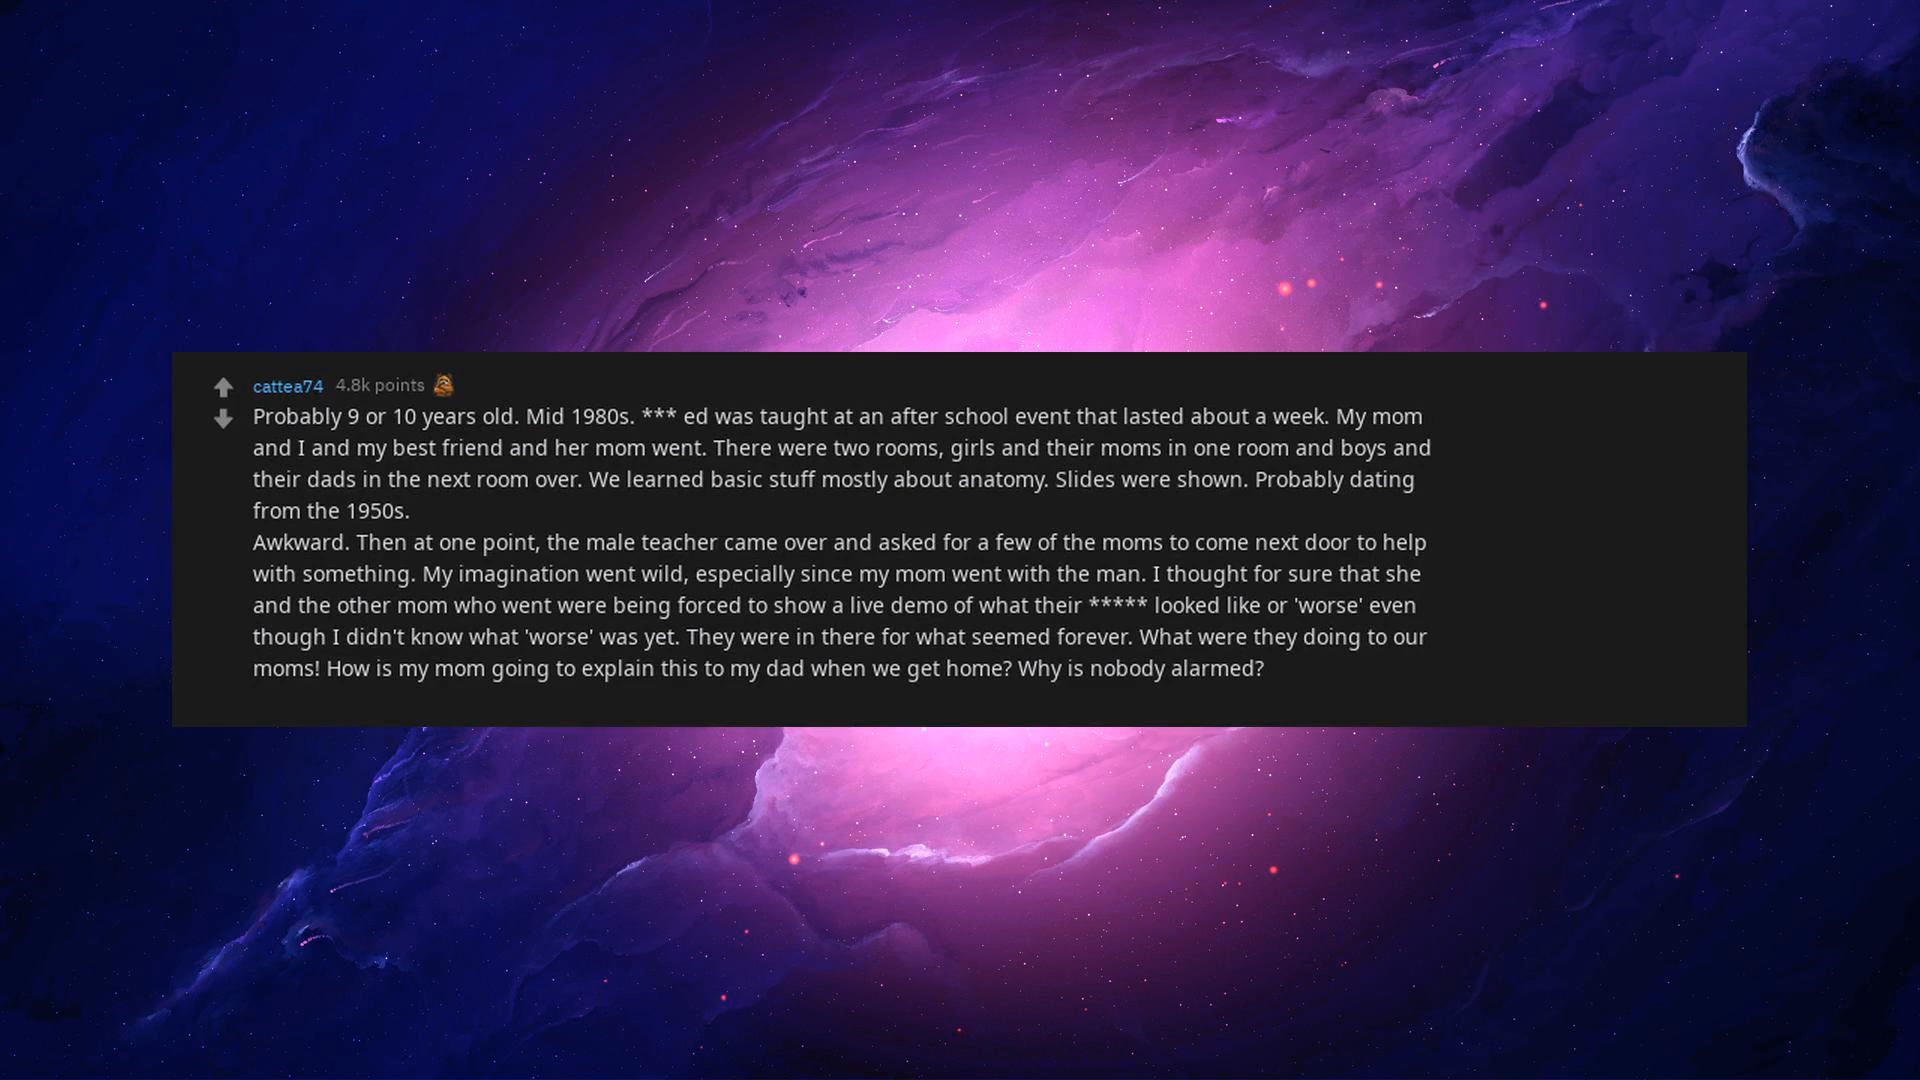 cattea74 4.8k points
Probably 9 or 10 years old. Mid 1980s. *** ed was taught at an after school event that lasted about a week. My mom
and I and my best friend and her mom went. There were two rooms, girls and their moms in one room and boys and
their dads in the next room over. We learned basic stuff mostly about anatomy. Slides were shown. Probably dating
from the 1950s.
Awkward. Then at one point, the male teacher came over and asked for a few of the moms to come next door to help
with something. My imagination went wild, especially since my mom went with the man. I thought for sure that she
and the other mom who went were being forced to show a live demo of what their ***** looked like or 'worse' even
though I didn't know what 'worse' was yet. They were in there for what seemed forever. What were they doing to our
moms! How is my mom going to explain this to my dad when we get home? Why is nobody alarmed?